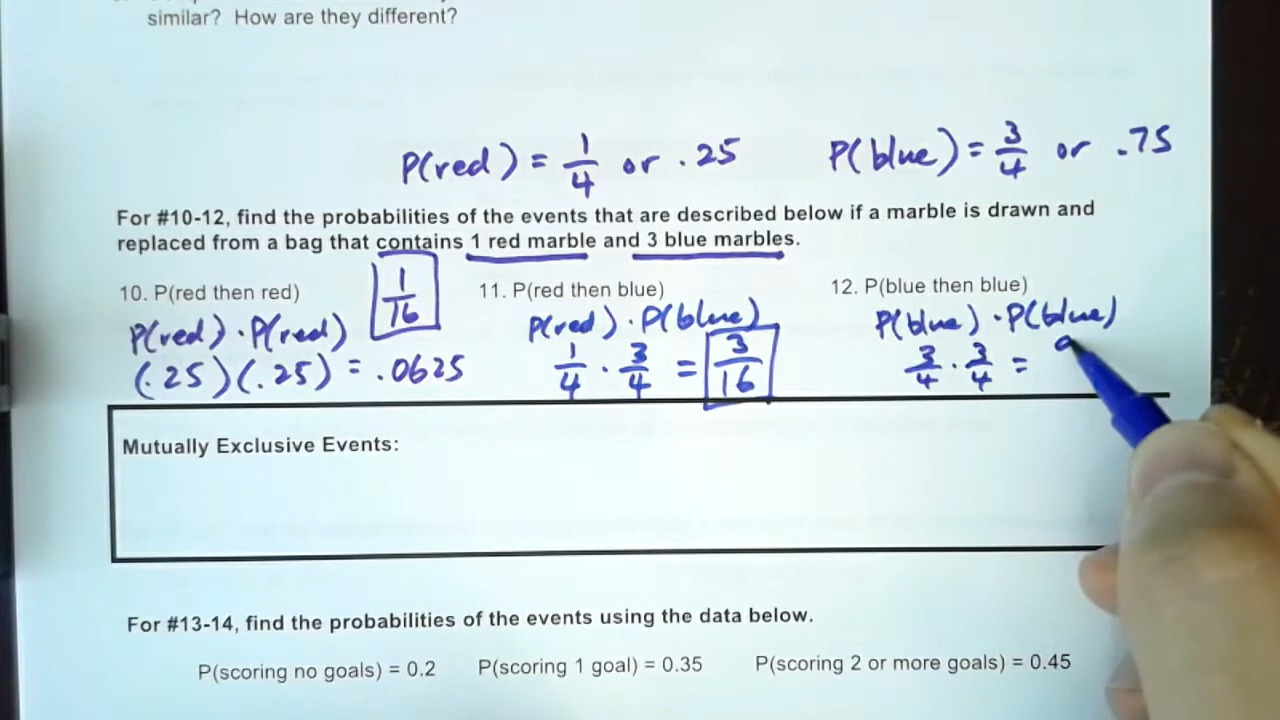 similar? How are they different?
P(red) = 1/4 or .25 P(blue) = 3/4 or .75
For #10-12, find the probabilities of the events that are described below if a marble is drawn and
replaced from a bag that contains 1 red marble and 3 blue marbles.
10. P(red then red) 1/16
P(red) · P(red)
(.25)(.25) = .0625
11. P(red then blue)
P(red) · P(blue)
1/4 · 3/4 = 3/16
12. P(blue then blue)
P(blue) · P(blue)
3/4 · 3/4 =
Mutually Exclusive Events:
For #13-14, find the probabilities of the events using the data below.
P(scoring no goals) = 0.2 P(scoring 1 goal) = 0.35 P(scoring 2 or more goals) = 0.45